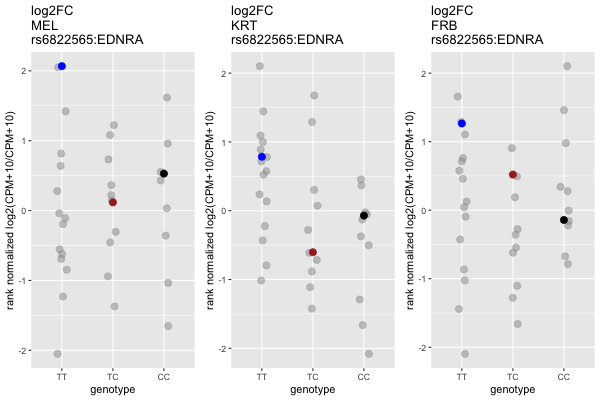 log2FC
MEL
rs6822565:EDNRA
rank normalized log2(CPM+10/CPM+10)
2
1
0
-1
-2
TT
TC
CC
genotype
log2FC
KRT
rs6822565:EDNRA
rank normalized log2(CPM+10/CPM+10)
2
1
0
-1
-2
TT
TC
CC
genotype
log2FC
FRB
rs6822565:EDNRA
rank normalized log2(CPM+10/CPM+10)
2
1
0
-1
-2
TT
TC
CC
genotype